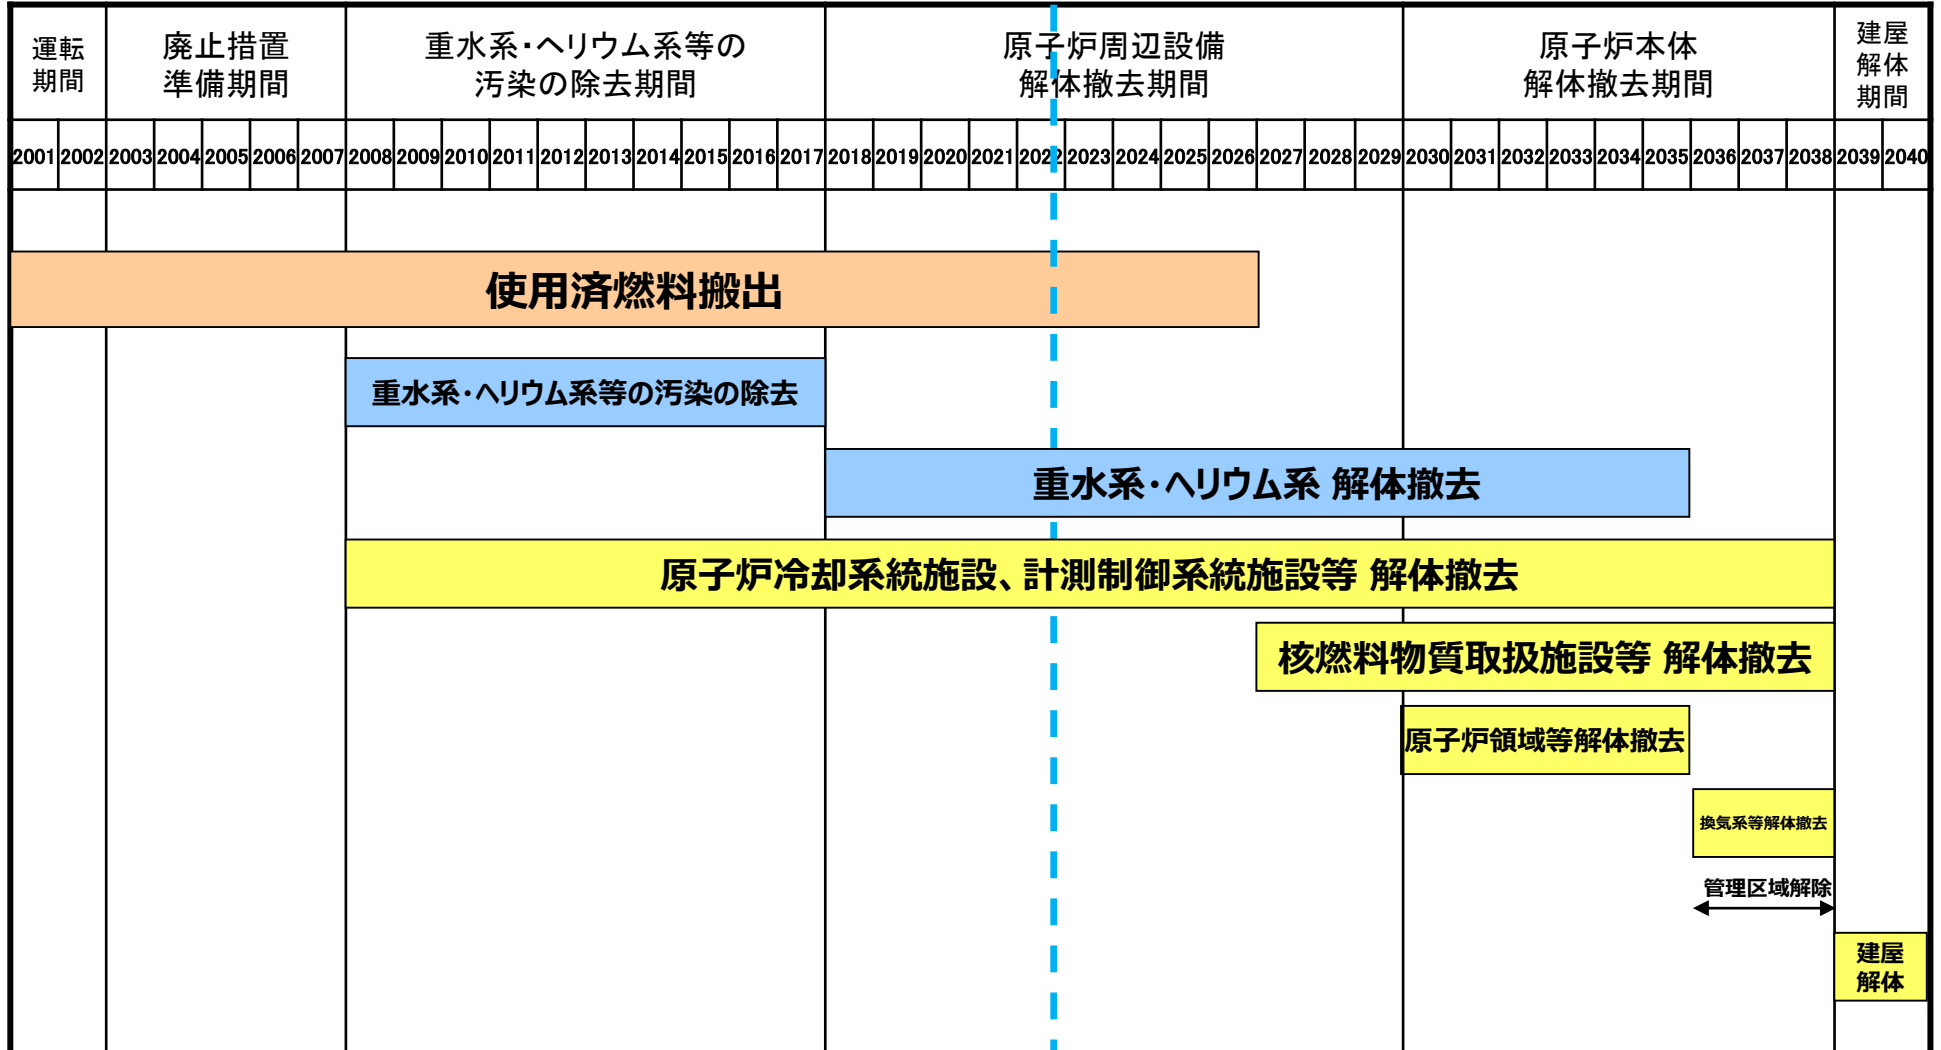 運転
期間
廃止措置
準備期間
重水系・ヘリウム系等の
汚染の除去期間
原子炉周辺設備
解体撤去期間
原子炉本体
解体撤去期間
建屋
解体
期間
2001 2002 2003 2004 2005 2006 2007 2008 2009 2010 2011 2012 2013 2014 2015 2016 2017 2018 2019 2020 2021 2022 2023 2024 2025 2026 2027 2028 2029 2030 2031 2032 2033 2034 2035 2036 2037 2038 2039 2040
使用済燃料搬出
重水系・ヘリウム系等の汚染の除去
重水系・ヘリウム系 解体撤去
原子炉冷却系統施設、計測制御系統施設等 解体撤去
核燃料物質取扱施設等 解体撤去
原子炉領域等解体撤去
換気系等解体撤去
管理区域解除
建屋
解体